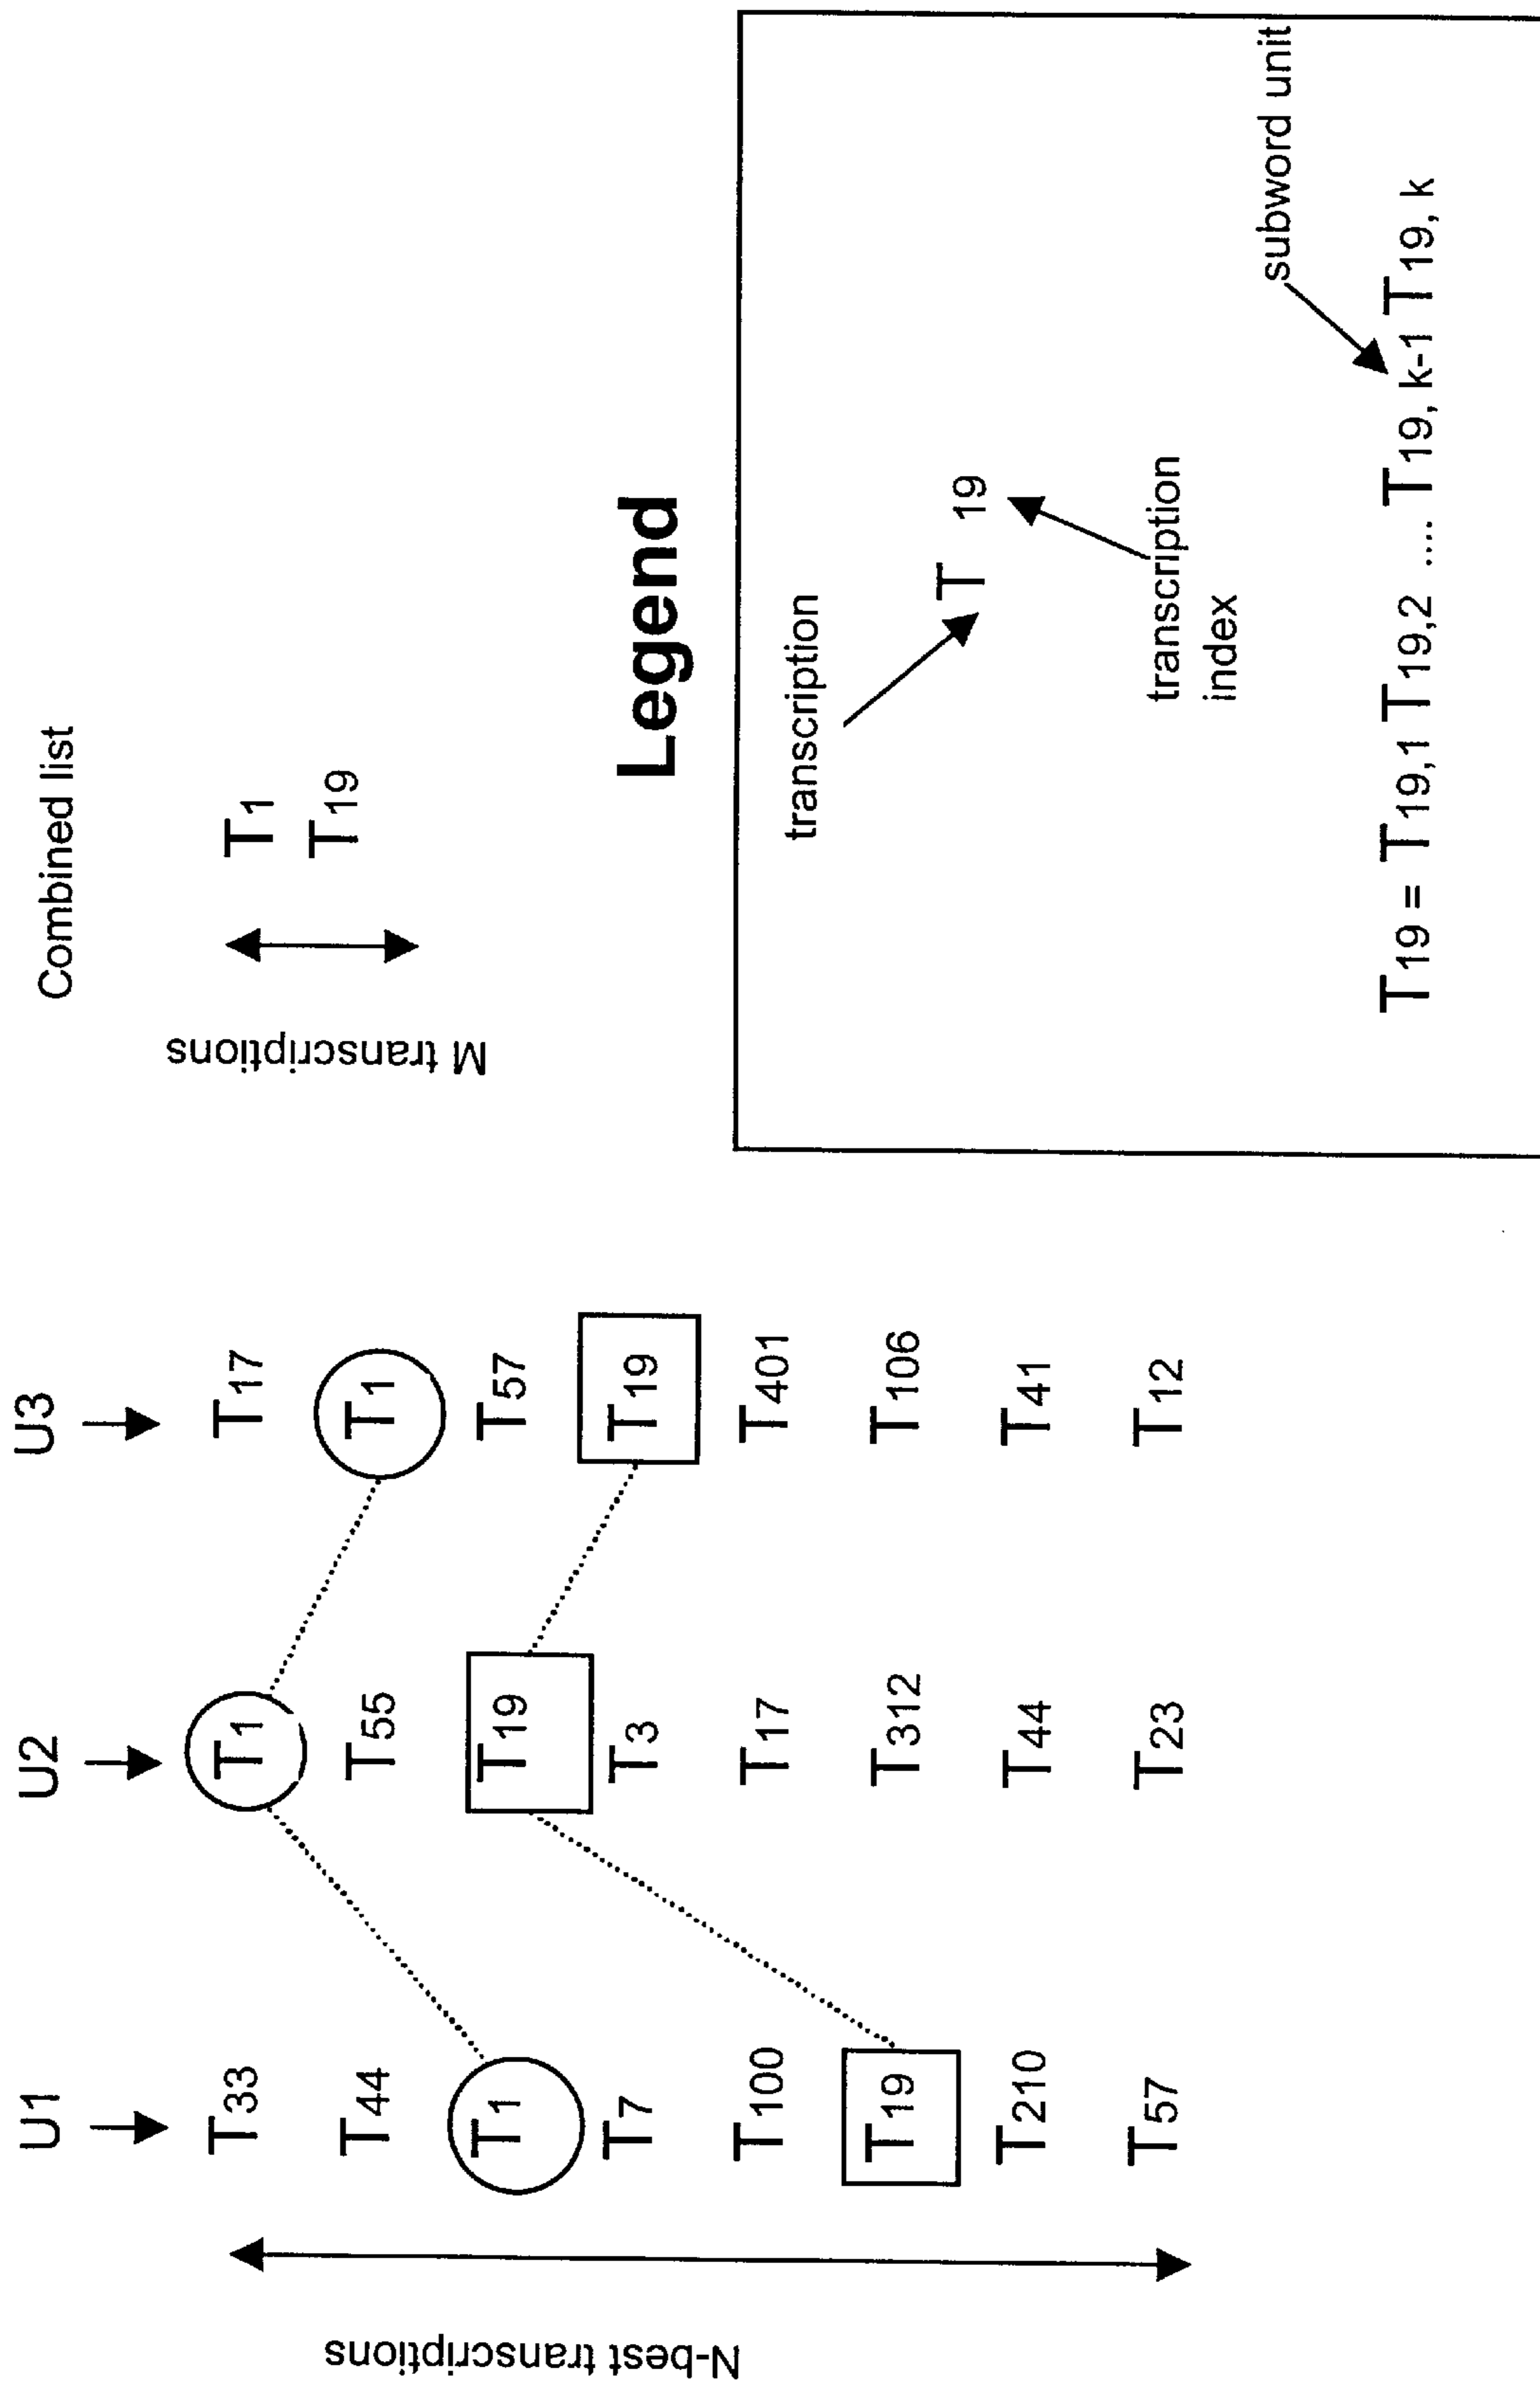 U1 U2 U3
N-best transcriptions
T33 T1 T17
T44 T55 T1
T1 T19 T57
T7 T3 T19
T100 T17 T401
T19 T312 T106
T210 T44 T41
T57 T23 T12
Combined list
M transcriptions
T1
T19
Legend
transcription
T 19
transcription
index
subword unit
T19 = T19,1 T19,2 .... T19, k-1 T19, k